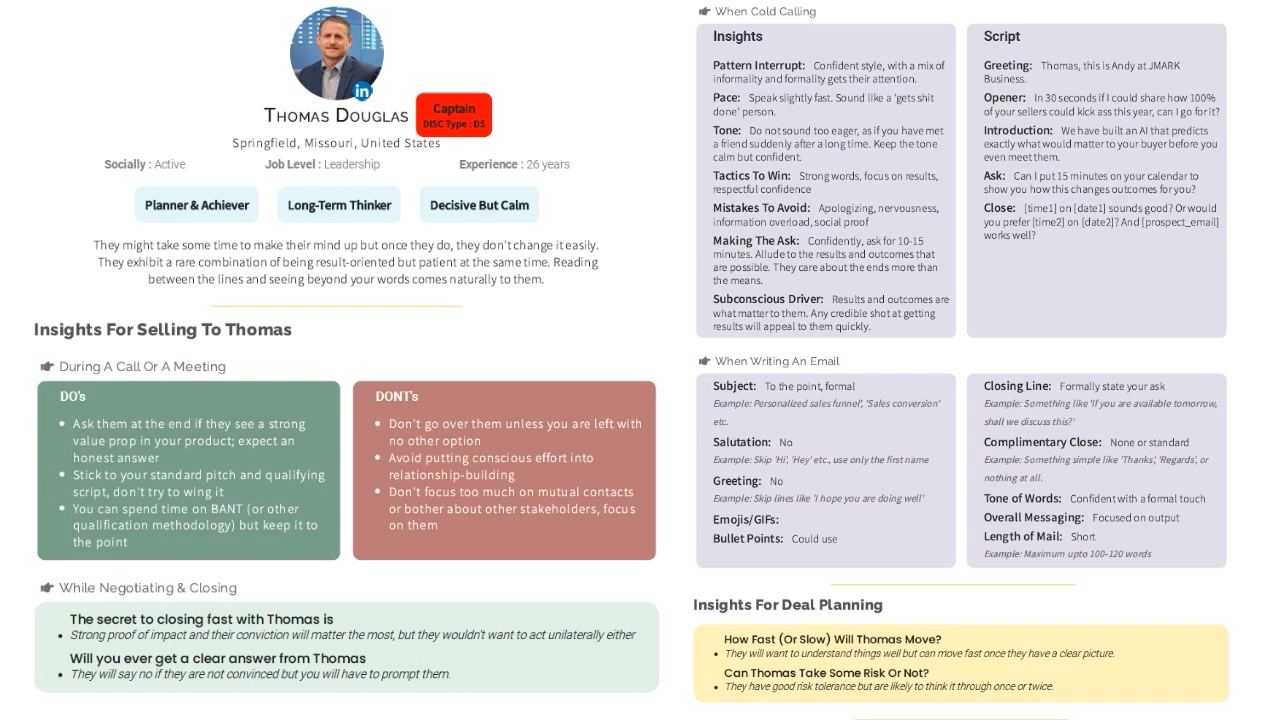 in
THOMAS DOUGLAS
Captain
DISC Type : DS
Springfield, Missouri, United States
Socially : Active
Job Level : Leadership
Experience : 26 years
Planner & Achiever
Long-Term Thinker
Decisive But Calm
They might take some time to make their mind up but once they do, they don't change it easily.
They exhibit a rare combination of being result-oriented but patient at the same time. Reading
between the lines and seeing beyond your words comes naturally to them.
Insights For Selling To Thomas
During A Call Or A Meeting
DO's
Ask them at the end if they see a strong
value prop in your product; expect an
honest answer
Stick to your standard pitch and qualifying
script, don't try to wing it
You can spend time on BANT (or other
qualification methodology) but keep it to
the point
DONT's
Don't go over them unless you are left with
no other option
Avoid putting conscious effort into
relationship-building
Don't focus too much on mutual contacts
or bother about other stakeholders, focus
on them
While Negotiating & Closing
The secret to closing fast with Thomas is
Strong proof of impact and their conviction will matter the most, but they wouldn't want to act unilaterally either
Will you ever get a clear answer from Thomas
They will say no if they are not convinced but you will have to prompt them.
When Cold Calling
Insights
Pattern Interrupt: Confident style, with a mix of
informality and formality gets their attention.
Pace: Speak slightly fast. Sound like a 'gets shit
done' person.
Tone: Do not sound too eager, as if you have met
a friend suddenly after a long time. Keep the tone
calm but confident.
Tactics To Win: Strong words, focus on results,
respectful confidence
Mistakes To Avoid: Apologizing, nervousness,
information overload, social proof
Making The Ask: Confidently, ask for 10-15
minutes. Allude to the results and outcomes that
are possible. They care about the ends more than
the means.
Subconscious Driver: Results and outcomes are
what matter to them. Any credible shot at getting
results will appeal to them quickly.
Script
Greeting: Thomas, this is Andy at JMARK
Business.
Opener: In 30 seconds if I could share how 100%
of your sellers could kick ass this year, can I go for it?
Introduction: We have built an AI that predicts
exactly what would matter to your buyer before you
even meet them.
Ask: Can I put 15 minutes on your calendar to
show you how this changes outcomes for you?
Close: [time1] on [date1] sounds good? Or would
you prefer [time2] on [date2]? And [prospect_email]
works well?
When Writing An Email
Subject: To the point, formal
Example: Personalized sales funnel', 'Sales conversion'
etc.
Salutation: No
Example: Skip 'Hi', 'Hey' etc., use only the first name
Greeting: No
Example: Skip lines like 'I hope you are doing well'
Emojis/GIFs:
Bullet Points: Could use
Closing Line: Formally state your ask
Example: Something like 'If you are available tomorrow,
shall we discuss this?'
Complimentary Close: None or standard
Example: Something simple like 'Thanks', 'Regards', or
nothing at all.
Tone of Words: Confident with a formal touch
Overall Messaging: Focused on output
Length of Mail: Short
Example: Maximum upto 100-120 words
Insights For Deal Planning
How Fast (Or Slow) Will Thomas Move?
They will want to understand things well but can move fast once they have a clear picture.
Can Thomas Take Some Risk Or Not?
They have good risk tolerance but are likely to think it through once or twice.